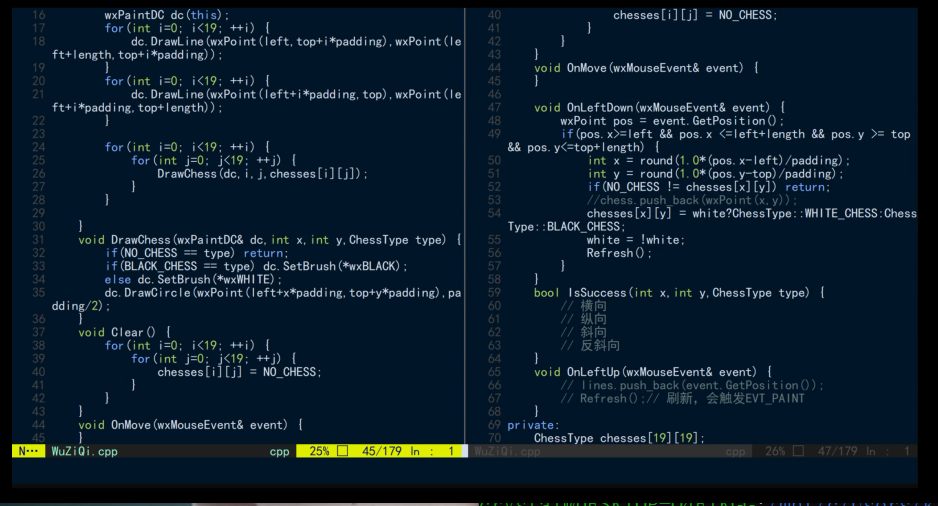 16 wxPaintDC dc(this);
17 for(int i=0; i<19; ++i) {
18 dc.DrawLine(wxPoint(left,top+i*padding),wxPoint(le
ft+length,top+i*padding));
19 }
20 for(int i=0; i<19; ++i) {
21 dc.DrawLine(wxPoint(left+i*padding,top),wxPoint(le
ft+i*padding,top+length));
22 }
23
24 for(int i=0; i<19; ++i) {
25 for(int j=0; j<19; ++j) {
26 DrawChess(dc,i,j,chesses[i][j]);
27 }
28 }
29
30 }
31 void DrawChess(wxPaintDC& dc,int x,int y,ChessType type) {
32 if(NO_CHESS == type) return;
33 if(BLACK_CHESS == type) dc.SetBrush(*wxBLACK);
34 else dc.SetBrush(*wxWHITE);
35 dc.DrawCircle(wxPoint(left+x*padding,top+y*padding),pa
dding/2);
36 }
37 void Clear() {
38 for(int i=0; i<19; ++i) {
39 for(int j=0; j<19; ++j) {
40 chesses[i][j] = NO_CHESS;
41 }
42 }
43 }
44 void OnMove(wxMouseEvent& event) {
45 }
N… WuZiQi.cpp cpp 25% 45/179 ln : 1
40 chesses[i][j] = NO_CHESS;
41 }
42 }
43 }
44 void OnMove(wxMouseEvent& event) {
45 }
46
47 void OnLeftDown(wxMouseEvent& event) {
48 wxPoint pos = event.GetPosition();
49 if(pos.x>=left && pos.x <=left+length && pos.y >= top
&& pos.y<=top+length) {
50 int x = round(1.0*(pos.x-left)/padding);
51 int y = round(1.0*(pos.y-top)/padding);
52 if(NO_CHESS != chesses[x][y]) return;
53 //chess.push_back(wxPoint(x,y));
54 chesses[x][y] = white?ChessType::WHITE_CHESS:Chess
Type::BLACK_CHESS;
55 white = !white;
56 Refresh();
57 }
58 }
59 bool IsSuccess(int x,int y,ChessType type) {
60 // 横向
61 // 纵向
62 // 斜向
63 // 反斜向
64 }
65 void OnLeftUp(wxMouseEvent& event) {
66 // lines.push_back(event.GetPosition());
67 // Refresh();// 刷新，会触发EVT_PAINT
68 }
69 private:
70 ChessType chesses[19][19];
WuZiQi.cpp cpp 26% 47/179 ln : 1